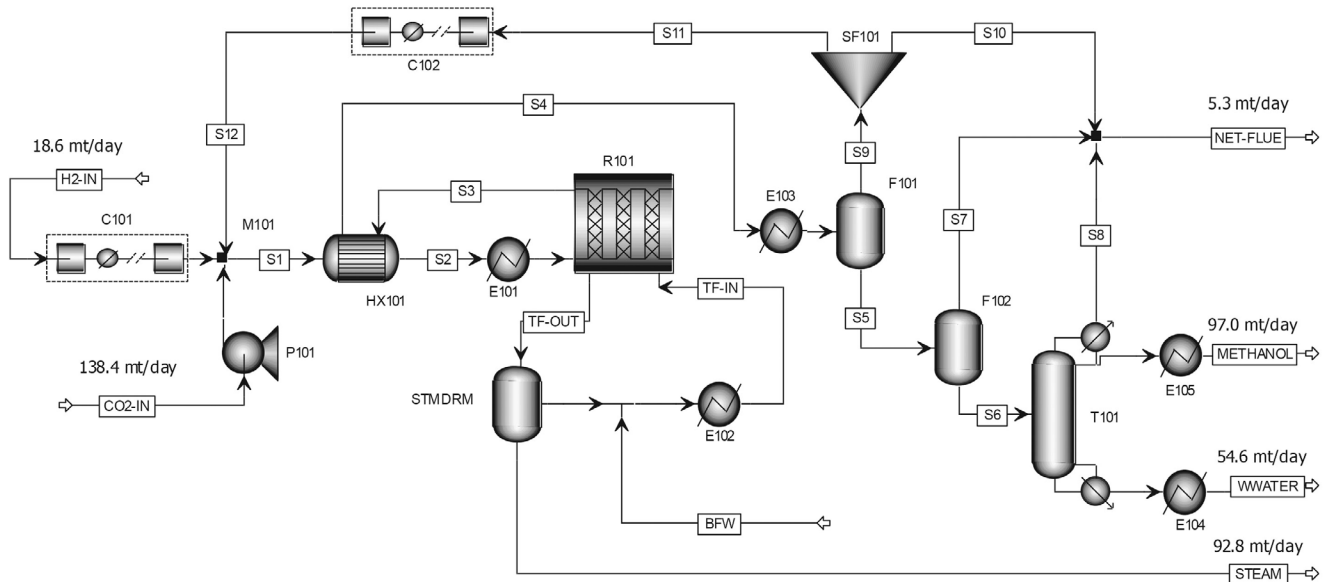 S11
SF101
S10
C102
S4
5.3 mt/day
NET-FLUE
S12
18.6 mt/day
H2-IN
S9
R101
S3
F101
E103
S7
S8
C101
M101
S1
S2
HX101
E101
TF-IN
S5
TF-OUT
F102
P101
97.0 mt/day
METHANOL
138.4 mt/day
CO2-IN
E105
STMDRM
E102
S6
T101
54.6 mt/day
WWATER
E104
BFW
92.8 mt/day
STEAM